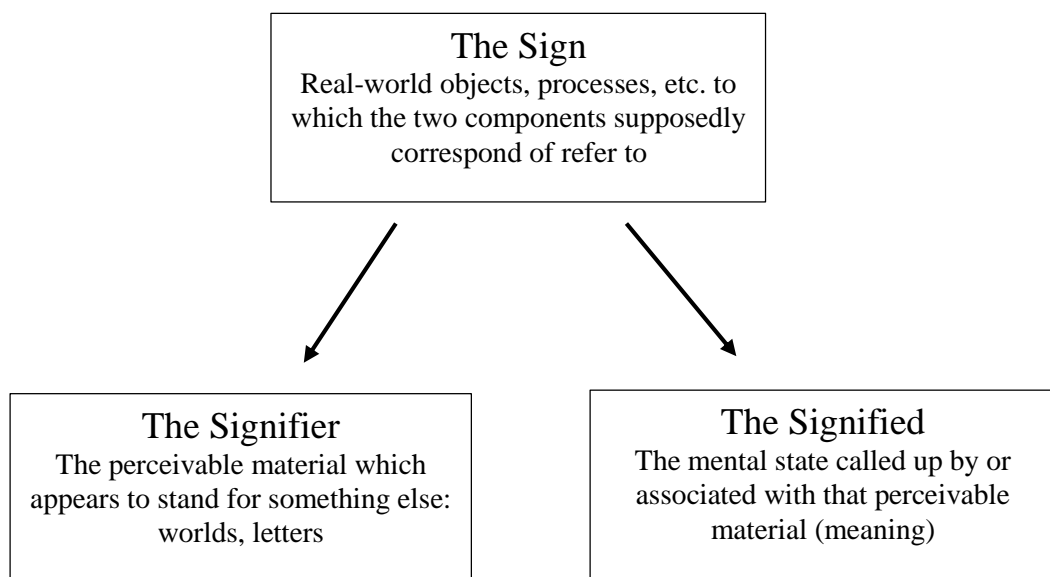 The Sign
Real-world objects, processes, etc. to
which the two components supposedly
correspond of refer to
The Signifier
The perceivable material which
appears to stand for something else:
worlds, letters
The Signified
The mental state called up by or
associated with that perceivable
material (meaning)